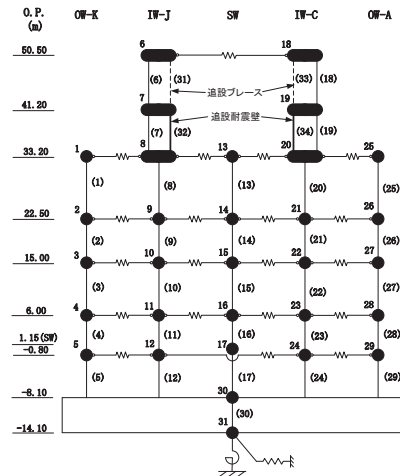 O.P. OW-K IW-J SW IW-C OW-A
(m)
50.50 6 18
(6) (31) (33) (18)
追設ブレース
41.20 7 19
追設耐震壁
(7) (32) (34) (19)
33.20 1 8 13 14 20 25
(1) (8) (13) (20) (25)
22.50 2 9 14 21 26
(2) (9) (14) (21) (26)
15.00 3 10 15 22 27
(3) (10) (15) (22) (27)
6.00 4 11 16 23 28
(4) (11) (16) (23) (28)
1.15(SW) 17
-0.80 5 12 24 29
(5) (12) (17) (24) (29)
-8.10 30
(30)
-14.10 31